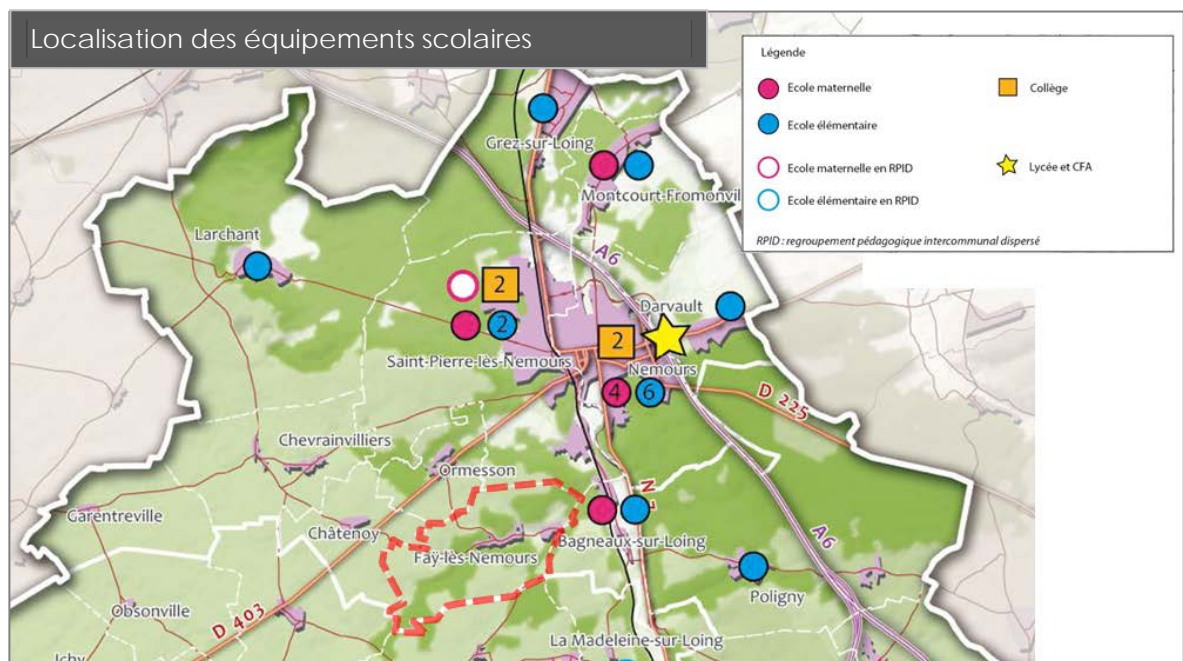 Localisation des équipements scolaires
Légende
Ecole maternelle
Collège
Ecole élémentaire
Ecole maternelle en RPID
Lycée et CFA
Ecole élémentaire en RPID
RPID : regroupement pédagogique intercommunal dispersé
Grez-sur-Loing
Montcourt-Fromonvil
Larchant
A6
2
Darvault
2
2
Saint-Pierre-lès-Nemours
Nemours
4
6
D 225
Chevrainvilliers
Ormesson
Garentreville
Châtenoy
N7
Bagneaux-sur-Loing
A6
Faÿ-lès-Nemours
Obsonville
Poligny
D 403
La Madeleine-sur-Loing